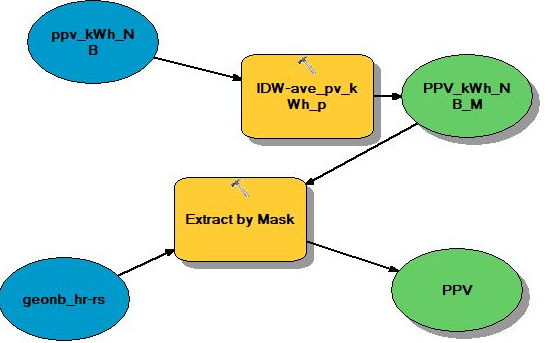 ppv_kWh_N
B
IDW-ave_pv_k
Wh_p
PPV_kWh_N
B_M
Extract by Mask
geonb_hr-rs
PPV